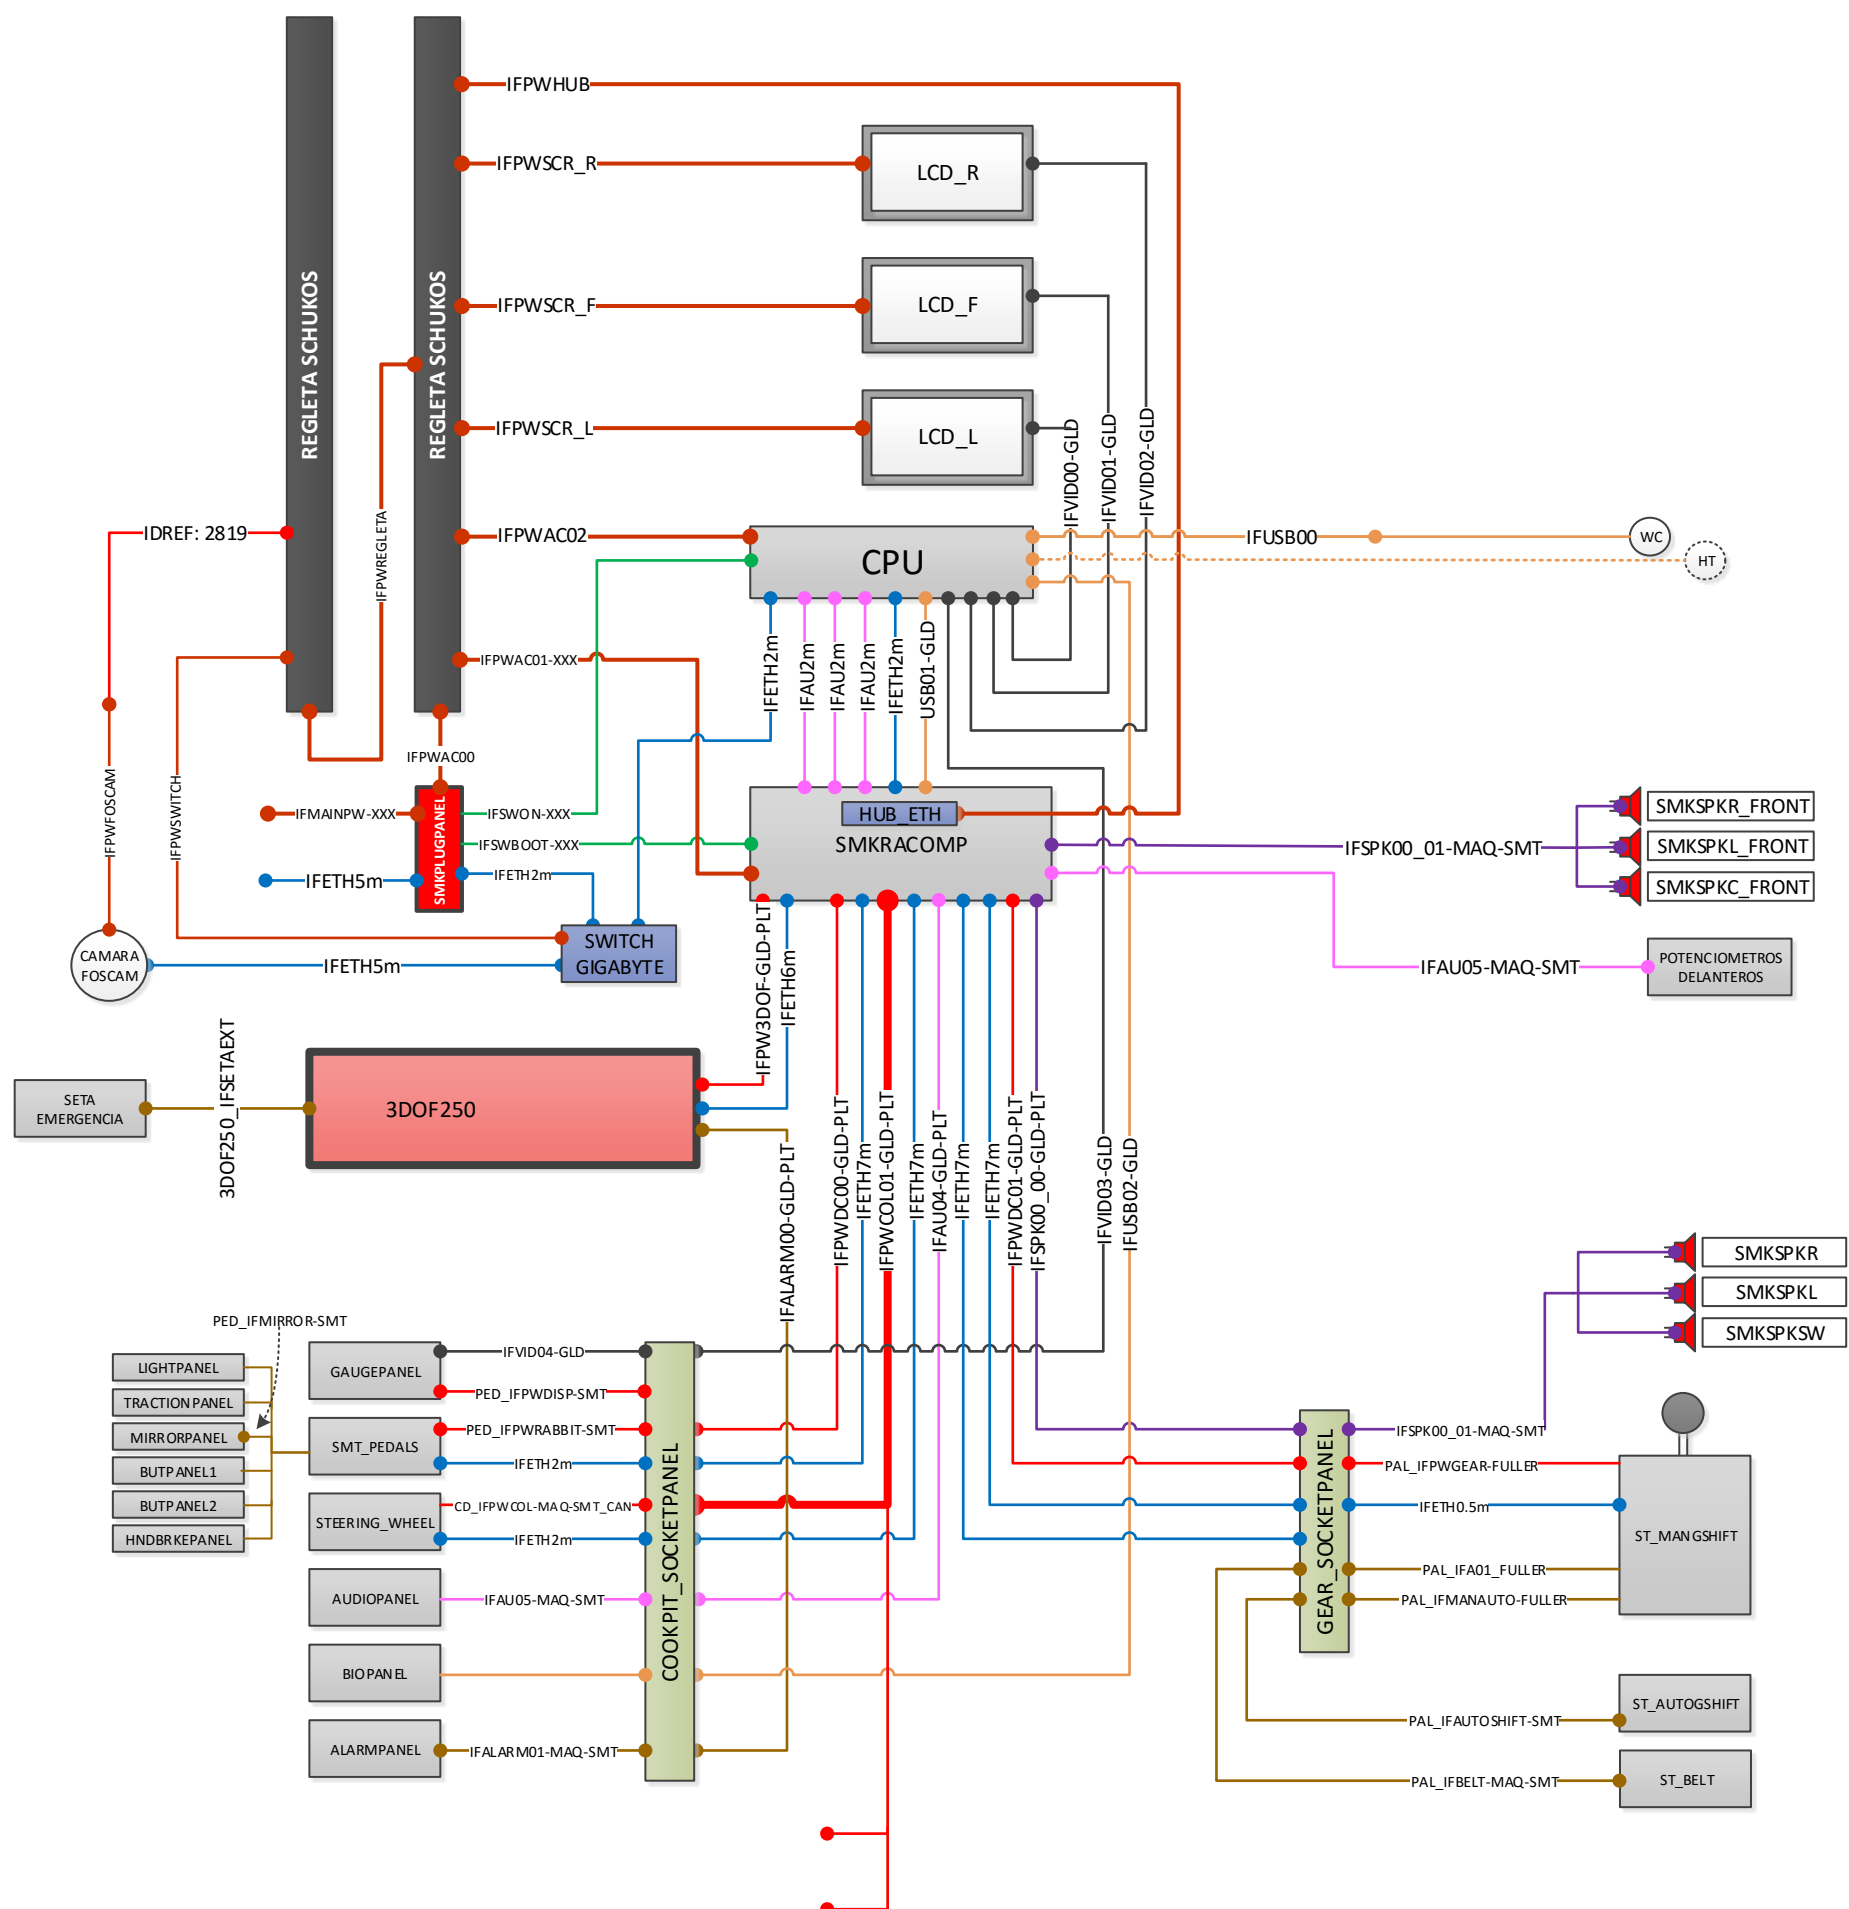 IFPWHUB
IFPWSCR_R
LCD_R
REGLETA SCHUKOS
REGLETA SCHUKOS
IFPWSCR_F
LCD_F
IFPWSCR_L
LCD_L
IFVID00-GLD
IFVID01-GLD
IFVID02-GLD
IDREF: 2819
IFPWREGLETA
IFPWAC02
CPU
IFUSB00
WC
HT
IFPWAC01-XXX
IFETH2m
IFAU2m
IFAU2m
IFAU2m
IFETH2m
USB01-GLD
IFPWAC00
IFPWFOSCAM
IFPWSWITCH
IFMAINPW-XXX
SMKPLUGPANEL
IFSWON-XXX
IFSWBOOT-XXX
IFETH5m
IFETH2m
HUB_ETH
SMKRACOMP
IFSPK00_01-MAQ-SMT
SMKSPKR_FRONT
SMKSPKL_FRONT
SMKSPKC_FRONT
CAMARA
FOSCAM
IFETH5m
SWITCH
GIGABYTE
IFAU05-MAQ-SMT
POTENCIOMETROS
DELANTEROS
IFPW3DOF-GLD-PLT
IFETH6m
SETA
EMERGENCIA
3DOF250_IFSETAEXT
3DOF250
IFALARM00-GLD-PLT
IFPWDC00-GLD-PLT
IFETH7m
IFPWCOL01-GLD-PLT
IFETH7m
IFAU04-GLD-PLT
IFETH7m
IFETH7m
IFPWDC01-GLD-PLT
IFSPK00_00-GLD-PLT
IFVID03-GLD
IFUSB02-GLD
SMKSPKR
SMKSPKL
SMKSPKSW
PED_IFMIRROR-SMT
LIGHTPANEL
TRACTIONPANEL
MIRRORPANEL
BUTPANEL1
BUTPANEL2
HNDBRKEPANEL
GAUGEPANEL
IFVID04-GLD
PED_IFPWDISP-SMT
SMT_PEDALS
PED_IFPWRABBIT-SMT
IFETH2m
STEERING_WHEEL
CD_IFPWCOL-MAQ-SMT_CAN
IFETH2m
AUDIOPANEL
IFAU05-MAQ-SMT
BIOPANEL
ALARMPANEL
IFALARM01-MAQ-SMT
COOKPIT_SOCKETPANEL
GEAR_SOCKETPANEL
IFSPK00_01-MAQ-SMT
PAL_IFPWGEAR-FULLER
IFETH0.5m
ST_MANGSHIFT
PAL_IFA01_FULLER
PAL_IFMANAUTO-FULLER
PAL_IFAUTOSHIFT-SMT
ST_AUTOGSHIFT
PAL_IFBELT-MAQ-SMT
ST_BELT